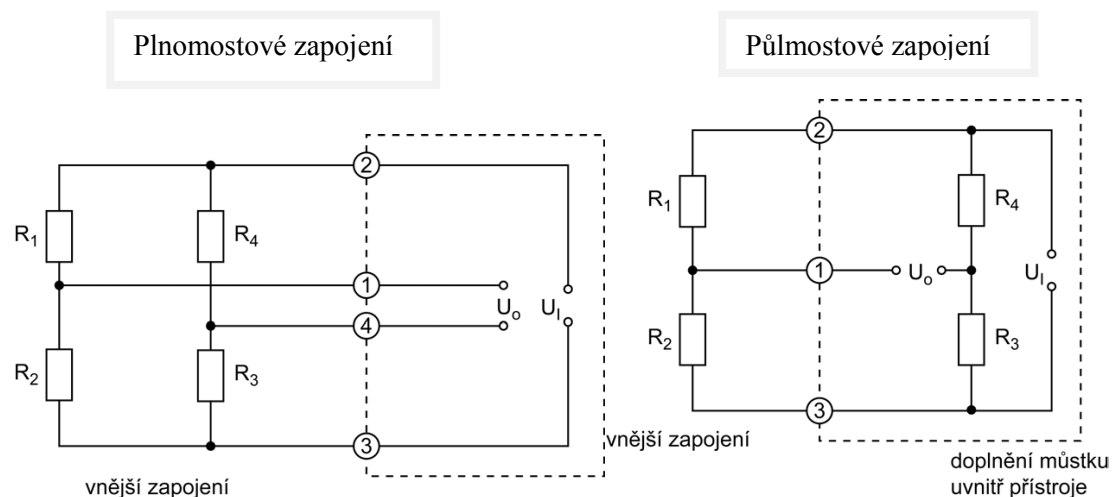 Plnomostové zapojení
Půlmostové zapojení
2
R1
R4
1
Uo
UI
4
R2
R3
3
vnější zapojení
2
R1
R4
1
Uo
UI
R2
R3
3
vnější zapojení
doplnění můstku
uvnitř přístroje